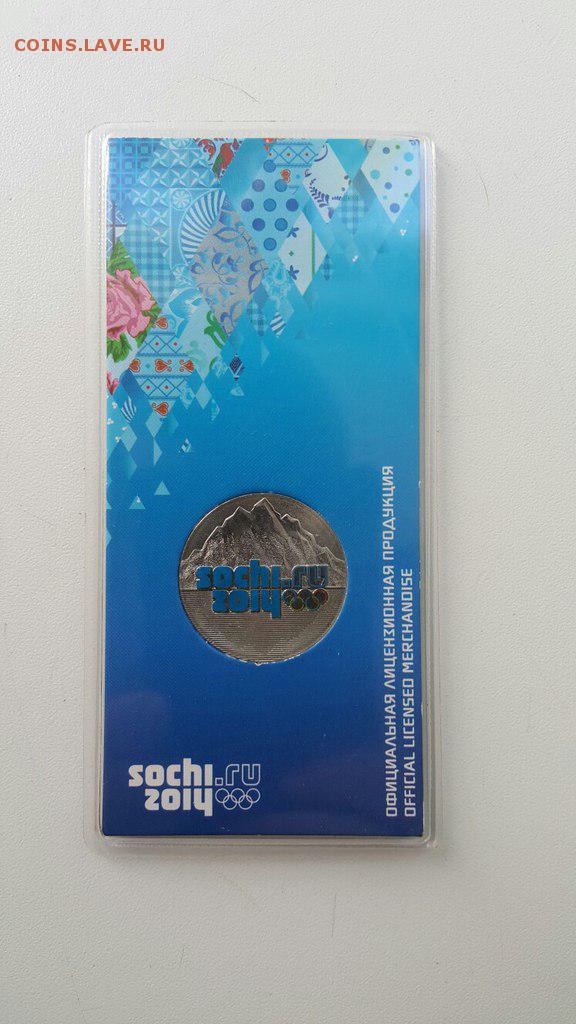 COINS.LAVE.RU
sochi.ru
2014
sochi.ru
2014
ОФИЦИАЛЬНАЯ ЛИЦЕНЗИОННАЯ ПРОДУКЦИЯ
OFFICIAL LICENSED MERCHANDISE